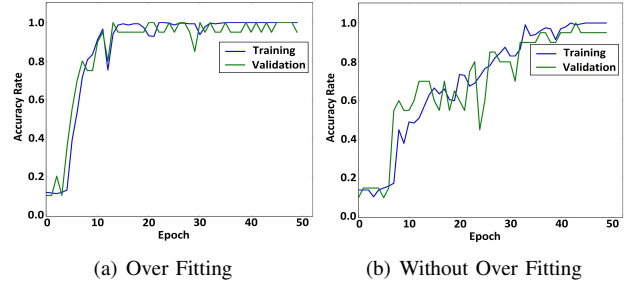 Accuracy Rate
1.0
0.8
0.6
0.4
0.2
0.0
0 10 20 30 40 50
Epoch
Training
Validation
(a) Over Fitting
Accuracy Rate
1.0
0.8
0.6
0.4
0.2
0.0
0 10 20 30 40 50
Epoch
Training
Validation
(b) Without Over Fitting